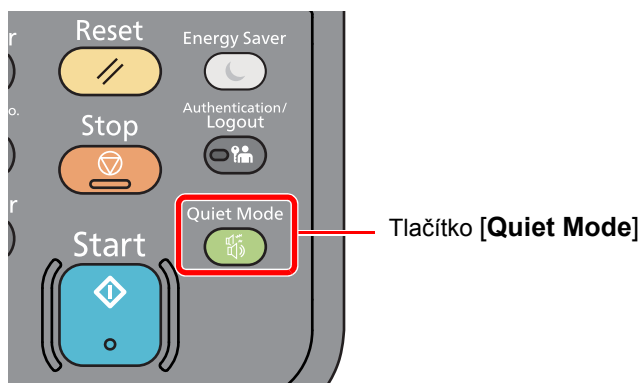 r
Reset
Energy Saver
o.
Stop
Authentication/
Logout
r
Quiet Mode
Start
Tlačítko [Quiet Mode]